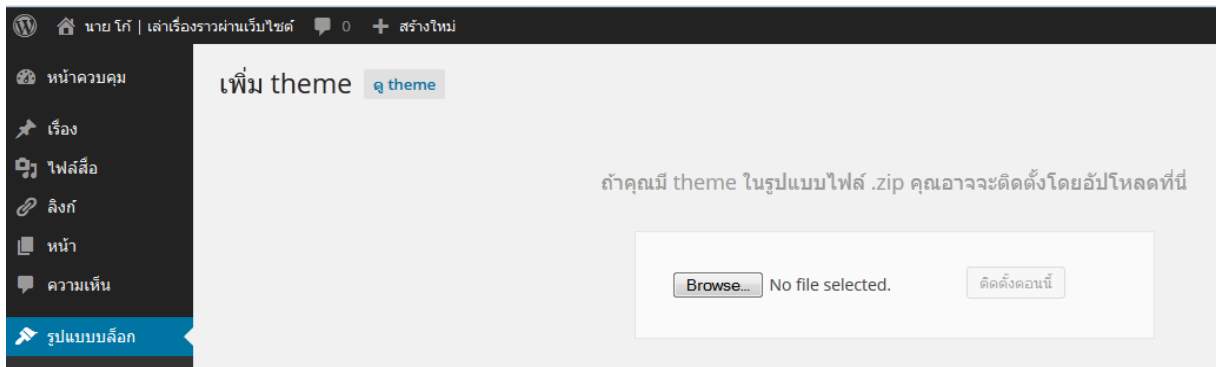 นาย โก้ | เล่าเรื่องราวผ่านเว็บไซต์ 0 สร้างใหม่
หน้าควบคุม
เพิ่ม theme ดู theme
เรื่อง
ไฟล์สื่อ
ถ้าคุณมี theme ในรูปแบบไฟล์ .zip คุณอาจจะติดตั้งโดยอัปโหลดที่นี่
ลิงก์
หน้า
ความเห็น
Browse... No file selected. ติดตั้งตอนนี้
รูปแบบบล็อก